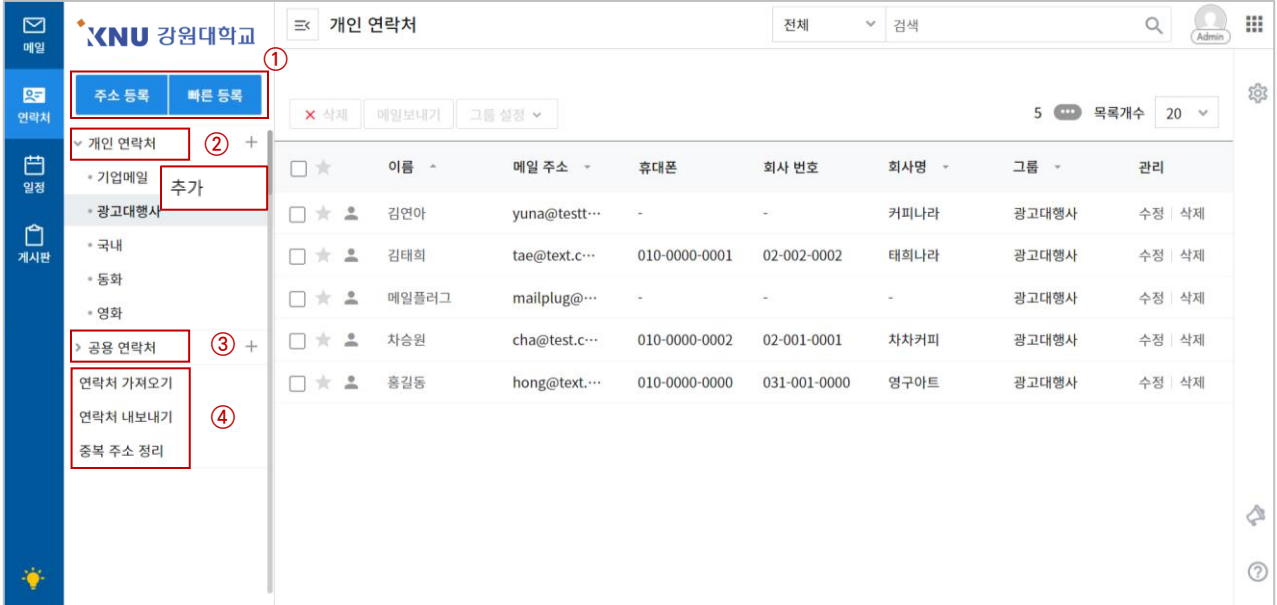 메일
연락처
일정
게시판
KNU 강원대학교
①
주소 등록 빠른 등록
개인 연락처 ② +
추가
• 기업메일
• 광고대행사
• 국내
• 동화
• 영화
공용 연락처 ③ +
연락처 가져오기
연락처 내보내기 ④
중복 주소 정리
개인 연락처
전체 검색
Admin
삭제 메일보내기 그룹 설정 5 목록개수 20
이름 메일 주소 휴대폰 회사 번호 회사명 그룹 관리
김연아 yuna@testt··· - - 커피나라 광고대행사 수정 | 삭제
김태희 tae@text.c··· 010-0000-0001 02-002-0002 태희나라 광고대행사 수정 | 삭제
메일플러그 mailplug@··· - - - 광고대행사 수정 | 삭제
차승원 cha@test.c··· 010-0000-0002 02-001-0001 차차커피 광고대행사 수정 | 삭제
홍길동 hong@text.··· 010-0000-0000 031-001-0000 영구아트 광고대행사 수정 | 삭제